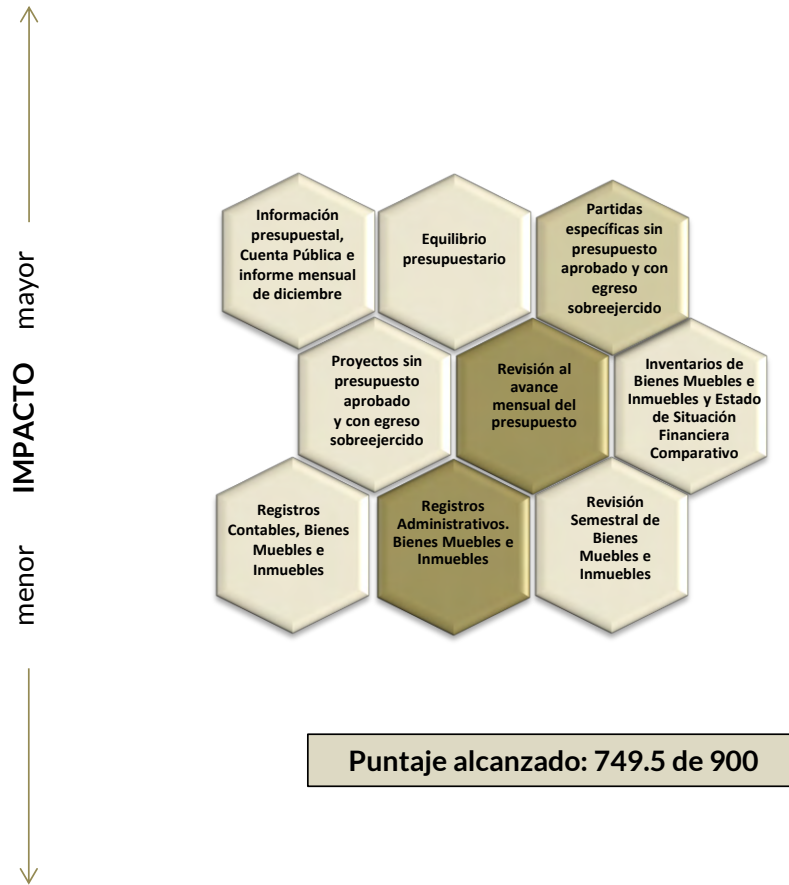 mayor
IMPACTO
menor
Información
presupuestal,
Cuenta Pública e
informe mensual
de diciembre
Equilibrio
presupuestario
Partidas
específicas sin
presupuesto
aprobado y con
egreso
sobreejercido
Proyectos sin
presupuesto
aprobado
y con egreso
sobreejercido
Revisión al
avance
mensual del
presupuesto
Inventarios de
Bienes Muebles e
Inmuebles y Estado
de Situación
Financiera
Comparativo
Registros
Contables, Bienes
Muebles e
Inmuebles
Registros
Administrativos.
Bienes Muebles e
Inmuebles
Revisión
Semestral de
Bienes
Muebles e
Inmuebles
Puntaje alcanzado: 749.5 de 900